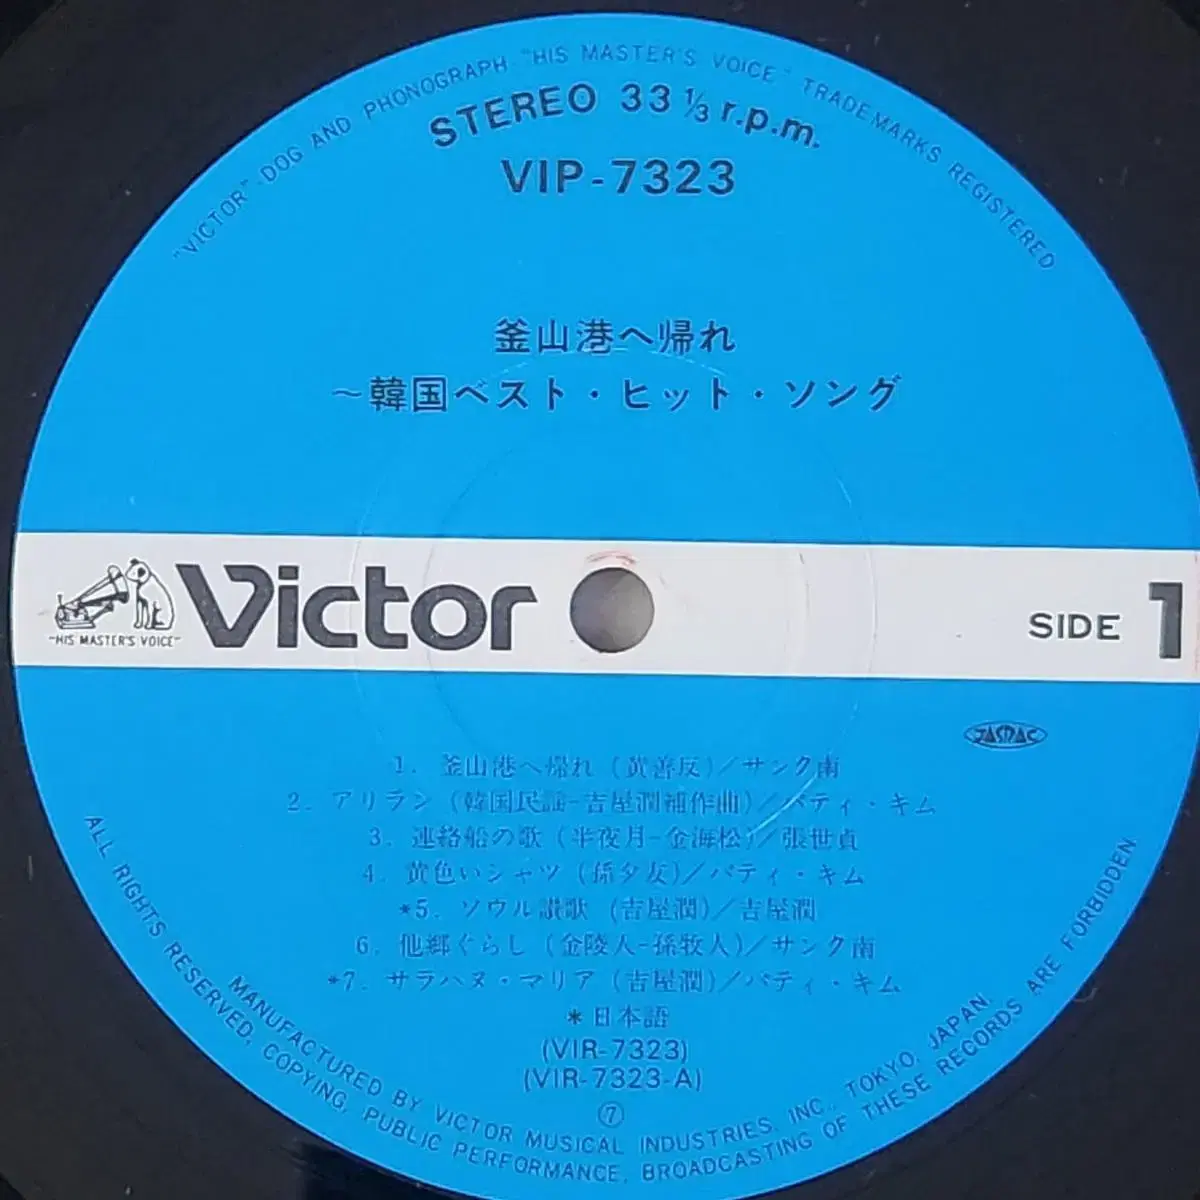 "VICTOR" DOG AND PHONOGRAPH "HIS MASTER'S VOICE" TRADEMARKS REGISTERED
STEREO 33 1/3 r.p.m.
VIP-7323
釜山港へ帰れ
～韓国ベスト・ヒット・ソング
"HIS MASTER'S VOICE"
Victor
SIDE 1
JASRAC
1. 釜山港へ帰れ (黄善友)/サンク南
2. アリラン (韓国民謡-吉屋潤補作曲)/パティ・キム
3. 連絡船の歌 (半夜月-金海松)/張世貞
4. 黄色いシャツ (孫夕友)/パティ・キム
*5. ソウル讃歌 (吉屋潤)/吉屋潤
6. 他郷ぐらし (金陵人-孫牧人)/サンク南
*7. サラハヌ・マリア (吉屋潤)/パティ・キム
*日本語
(VIR-7323)
(VIR-7323-A)
⑦
MANUFACTURED BY VICTOR MUSICAL INDUSTRIES, INC., TOKYO, JAPAN.
ALL RIGHTS RESERVED, COPYING, PUBLIC PERFORMANCE, BROADCASTING OF THESE RECORDS ARE FORBIDDEN